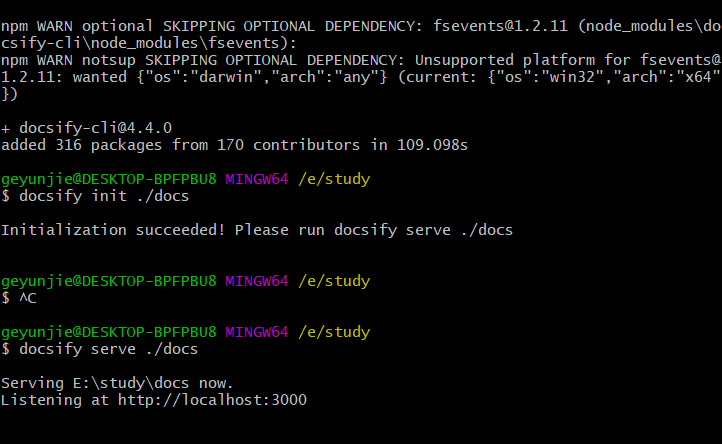 npm WARN optional SKIPPING OPTIONAL DEPENDENCY: fsevents@1.2.11 (node_modules\do
csify-cli\node_modules\fsevents):
npm WARN notsup SKIPPING OPTIONAL DEPENDENCY: Unsupported platform for fsevents@
1.2.11: wanted {"os":"darwin","arch":"any"} (current: {"os":"win32","arch":"x64"
})
+ docsify-cli@4.4.0
added 316 packages from 170 contributors in 109.098s
geyunjie@DESKTOP-BPFPBU8 MINGW64 /e/study
$ docsify init ./docs
Initialization succeeded! Please run docsify serve ./docs
geyunjie@DESKTOP-BPFPBU8 MINGW64 /e/study
$ ^C
geyunjie@DESKTOP-BPFPBU8 MINGW64 /e/study
$ docsify serve ./docs
Serving E:\study\docs now.
Listening at http://localhost:3000